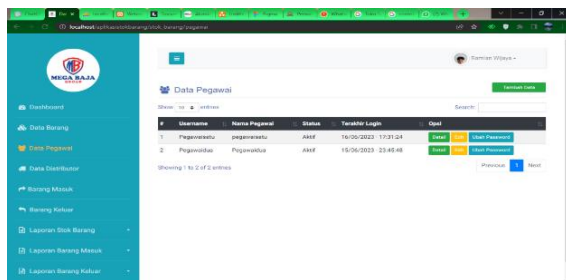 localhost/aplikasistokbarang/stok_barang/pegawai
MEGA RAJA
Ramlan Wijaya
Dashboard
Data Barang
Data Pegawai
Data Distributor
Barang Masuk
Barang Keluar
Laporan Stok Barang
Laporan Barang Masuk
Laporan Barang Keluar
Data Pegawai
Tambah Data
Show 10 entries
Search:
# Username Nama Pegawai Status Terakhir Login Opsi
1 Pegawaisatu pegawaisatu Aktif 16/06/2023 17:31:24 Detail Edit Ubah Password
2 Pegawaidua Pegawaidua Aktif 15/06/2023 23:45:48 Detail Edit Ubah Password
Showing 1 to 2 of 2 entries
Previous 1 Next